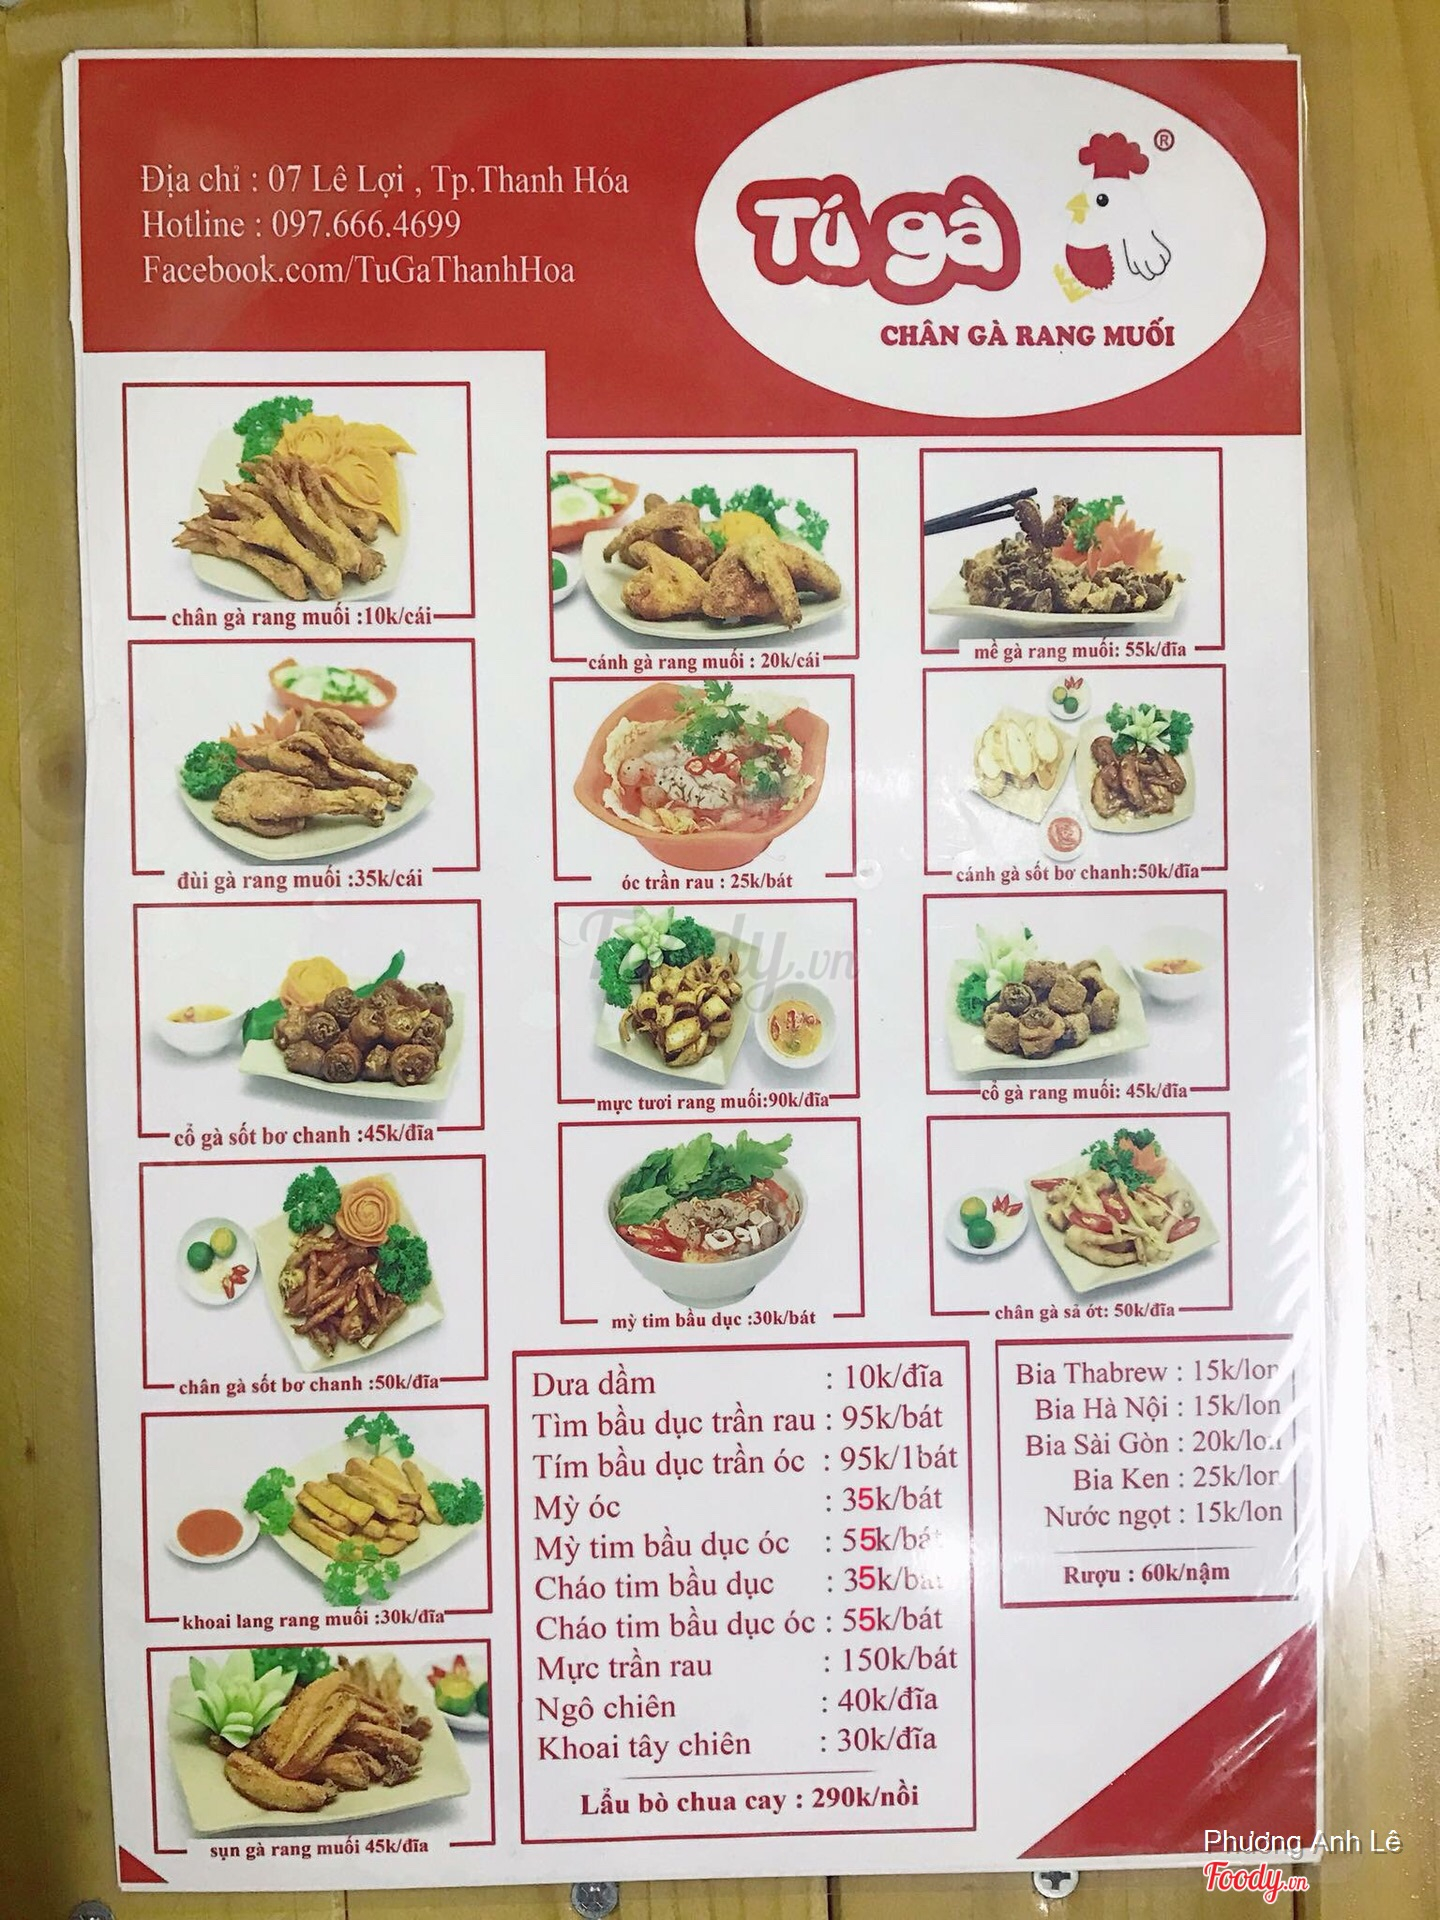 Địa chỉ : 07 Lê Lợi , Tp.Thanh Hóa
Hotline : 097.666.4699
Facebook.com/TuGaThanhHoa
Tú gà ®
CHÂN GÀ RANG MUỐI
chân gà rang muối :10k/cái
cánh gà rang muối : 20k/cái
mề gà rang muối: 55k/đĩa
đùi gà rang muối :35k/cái
óc trần rau : 25k/bát
cánh gà sốt bơ chanh:50k/đĩa
Foody.vn
cổ gà sốt bơ chanh :45k/đĩa
mực tươi rang muối:90k/đĩa
cổ gà rang muối: 45k/đĩa
chân gà sốt bơ chanh :50k/đĩa
mỳ tim bầu dục :30k/bát
chân gà sả ớt: 50k/đĩa
khoai lang rang muối :30k/đĩa
sụn gà rang muối 45k/đĩa
Dưa dầm : 10k/đĩa
Tìm bầu dục trần rau : 95k/bát
Tím bầu dục trần óc : 95k/1bát
Mỳ óc : 35k/bát
Mỳ tim bầu dục óc : 55k/bát
Cháo tim bầu dục : 35k/bát
Cháo tim bầu dục óc : 55k/bát
Mực trần rau : 150k/bát
Ngô chiên : 40k/đĩa
Khoai tây chiên : 30k/đĩa
Lẩu bò chua cay : 290k/nồi
Bia Thabrew : 15k/lon
Bia Hà Nội : 15k/lon
Bia Sài Gòn : 20k/lon
Bia Ken : 25k/lon
Nước ngọt : 15k/lon
Rượu : 60k/nậm
Phương Anh Lê
Foody.vn